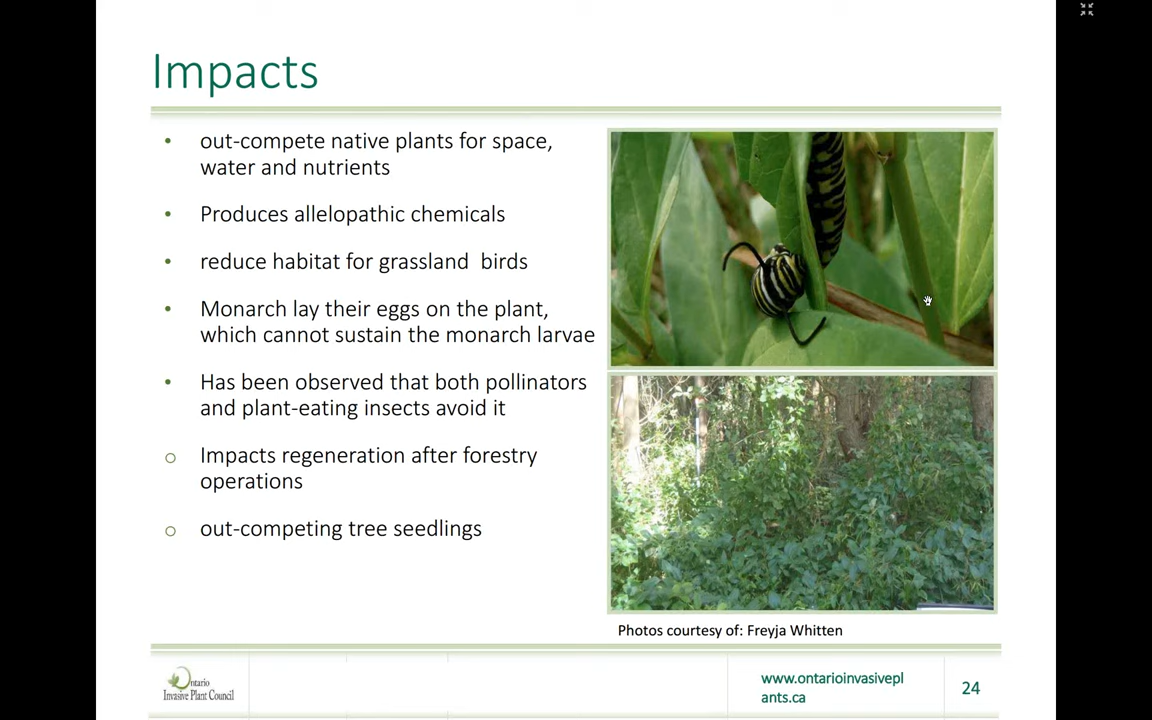 Impacts
• out-compete native plants for space,
water and nutrients
• Produces allelopathic chemicals
• reduce habitat for grassland  birds
• Monarch lay their eggs on the plant,
which cannot sustain the monarch larvae
• Has been observed that both pollinators
and plant-eating insects avoid it
o Impacts regeneration after forestry
operations
o out-competing tree seedlings
Photos courtesy of: Freyja Whitten
Ontario
Invasive Plant Council
www.ontarioinvasivepl
ants.ca
24